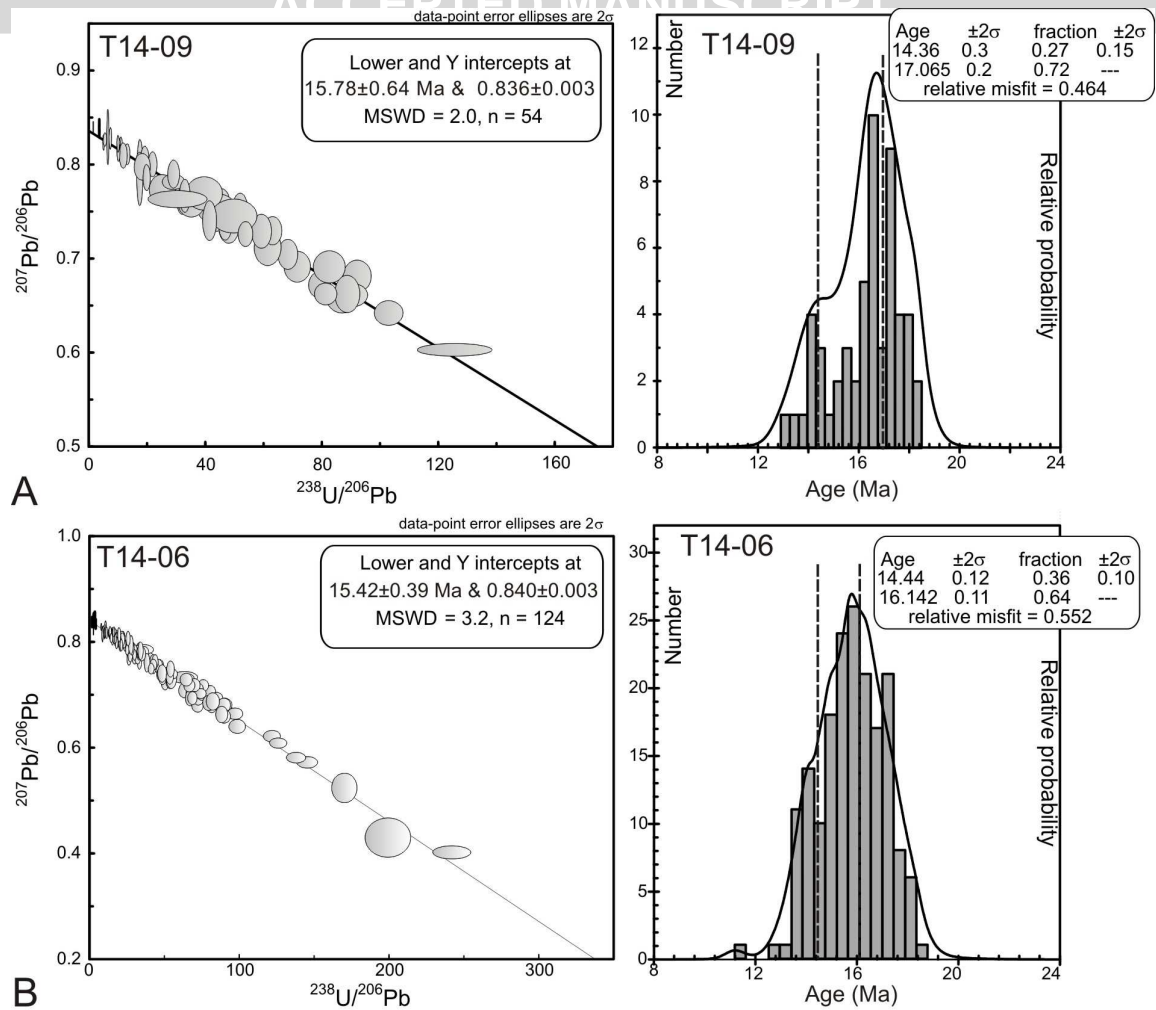 ACCEPTED MANUSCRIPT
data-point error ellipses are 2σ
T14-09
Lower and Y intercepts at
15.78±0.64 Ma & 0.836±0.003
MSWD = 2.0, n = 54
0.9
0.8
0.7
0.6
0.5
207Pb/206Pb
0 40 80 120 160
238U/206Pb
A
T14-09
Age ±2σ fraction ±2σ
14.36 0.3 0.27 0.15
17.065 0.2 0.72 ---
relative misfit = 0.464
Number
12
10
8
6
4
2
0
Relative probability
8 12 16 20 24
Age (Ma)
data-point error ellipses are 2σ
T14-06
Lower and Y intercepts at
15.42±0.39 Ma & 0.840±0.003
MSWD = 3.2, n = 124
1.0
0.8
0.6
0.4
0.2
207Pb/206Pb
0 100 200 300
238U/206Pb
B
T14-06
Age ±2σ fraction ±2σ
14.44 0.12 0.36 0.10
16.142 0.11 0.64 ---
relative misfit = 0.552
Number
30
25
20
15
10
5
0
Relative probability
8 12 16 20 24
Age (Ma)